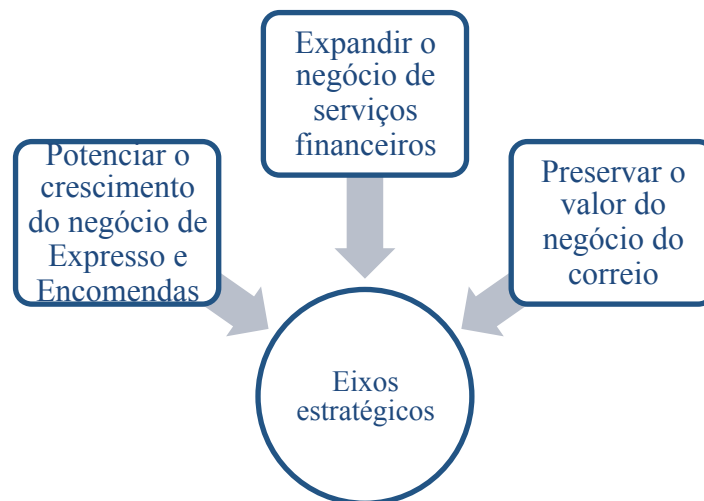 Expandir o
negócio de
serviços
financeiros
Potenciar o
crescimento
do negócio de
Expresso e
Encomendas
Preservar o
valor do
negócio do
correio
Eixos
estratégicos